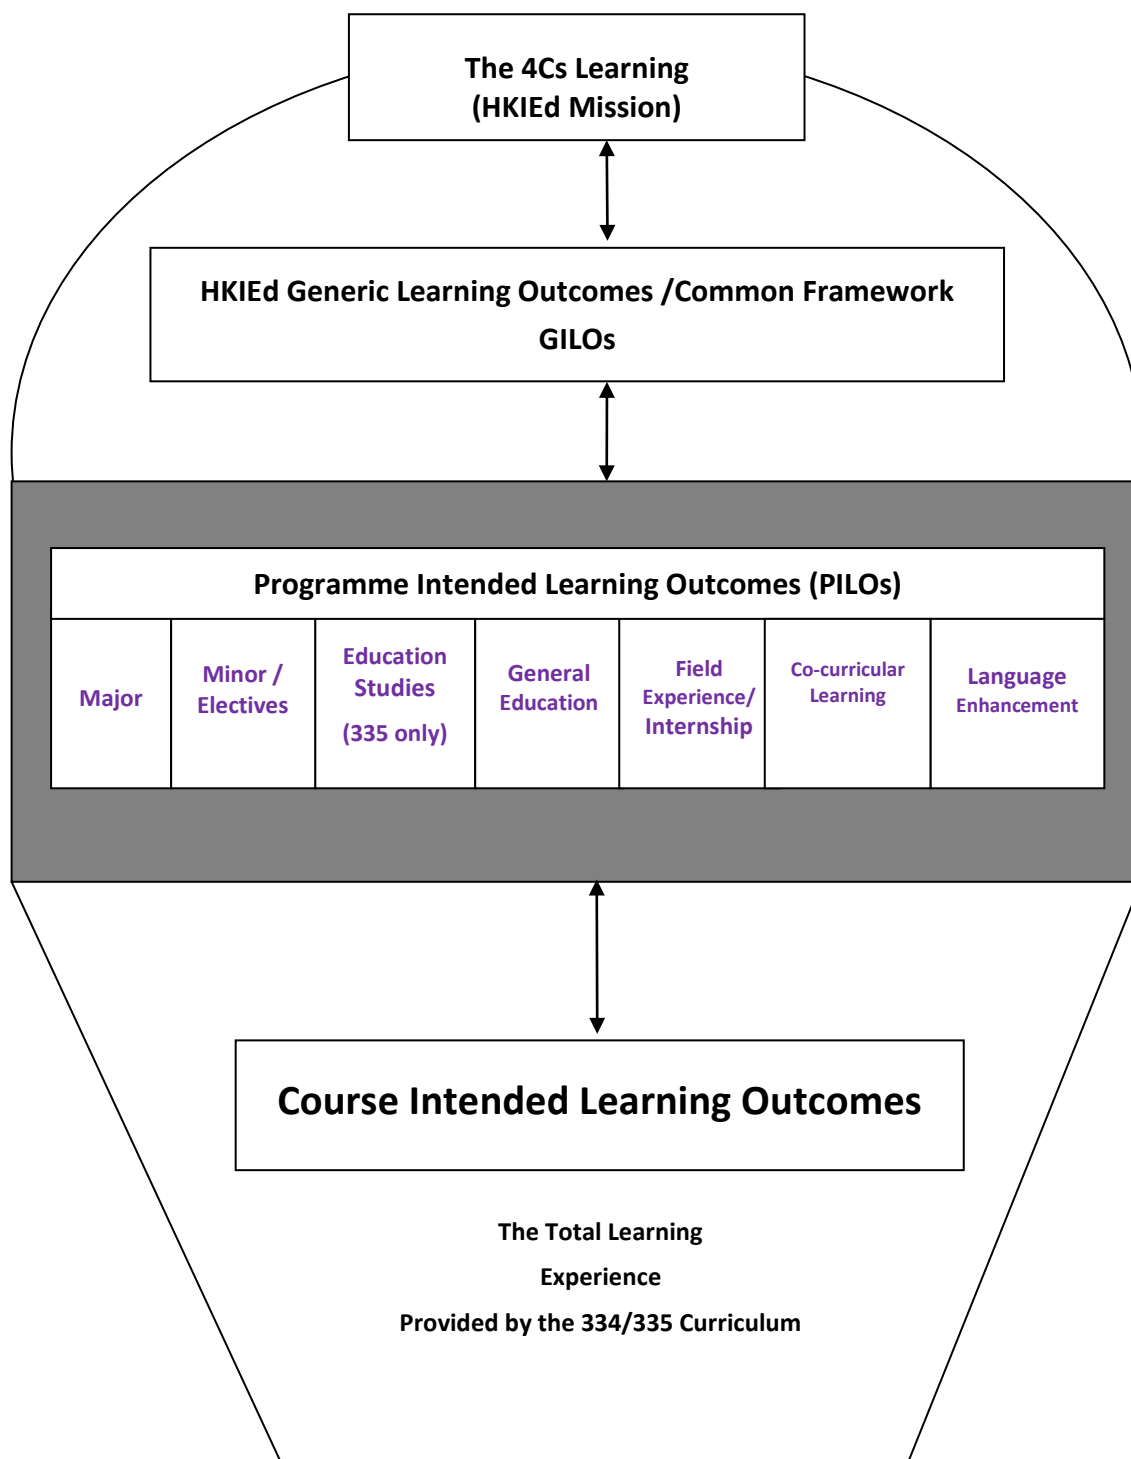 The 4Cs Learning
(HKIEd Mission)
HKIEd Generic Learning Outcomes /Common Framework
GILOs
Programme Intended Learning Outcomes (PILOs)
Major
Minor /
Electives
Education
Studies
(335 only)
General
Education
Field
Experience/
Internship
Co-curricular
Learning
Language
Enhancement
Course Intended Learning Outcomes
The Total Learning
Experience
Provided by the 334/335 Curriculum